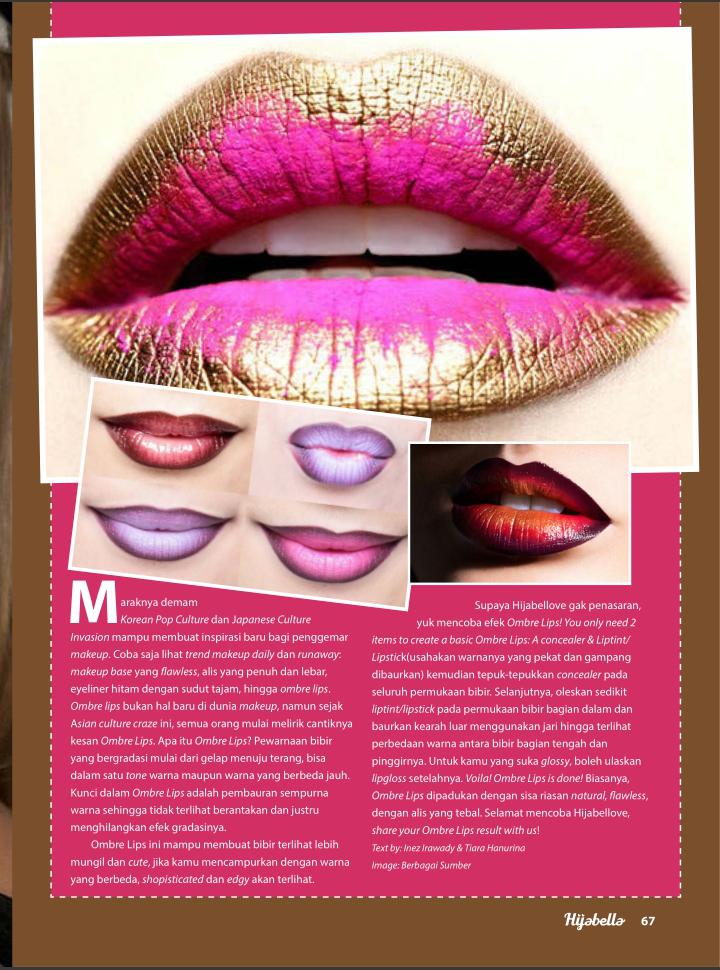 Maraknya demam
Korean Pop Culture dan Japanese Culture
Invasion mampu membuat inspirasi baru bagi penggemar
makeup. Coba saja lihat trend makeup daily dan runaway:
makeup base yang flawless, alis yang penuh dan lebar,
eyeliner hitam dengan sudut tajam, hingga ombre lips.
Ombre lips bukan hal baru di dunia makeup, namun sejak
Asian culture craze ini, semua orang mulai melirik cantiknya
kesan Ombre Lips. Apa itu Ombre Lips? Pewarnaan bibir
yang bergradasi mulai dari gelap menuju terang, bisa
dalam satu tone warna maupun warna yang berbeda jauh.
Kunci dalam Ombre Lips adalah pembauran sempurna
warna sehingga tidak terlihat berantakan dan justru
menghilangkan efek gradasinya.
Ombre Lips ini mampu membuat bibir terlihat lebih
mungil dan cute, jika kamu mencampurkan dengan warna
yang berbeda, shopisticated dan edgy akan terlihat.
Supaya Hijabellove gak penasaran,
yuk mencoba efek Ombre Lips! You only need 2
items to create a basic Ombre Lips: A concealer & Liptint/
Lipstick(usahakan warnanya yang pekat dan gampang
dibaurkan) kemudian tepuk-tepukkan concealer pada
seluruh permukaan bibir. Selanjutnya, oleskan sedikit
liptint/lipstick pada permukaan bibir bagian dalam dan
baurkan kearah luar menggunakan jari hingga terlihat
perbedaan warna antara bibir bagian tengah dan
pinggirnya. Untuk kamu yang suka glossy, boleh ulaskan
lipgloss setelahnya. Voila! Ombre Lips is done! Biasanya,
Ombre Lips dipadukan dengan sisa riasan natural, flawless,
dengan alis yang tebal. Selamat mencoba Hijabellove,
share your Ombre Lips result with us!
Text by: Inez Irawady & Tiara Hanurina
Image: Berbagai Sumber
Hijabella 67